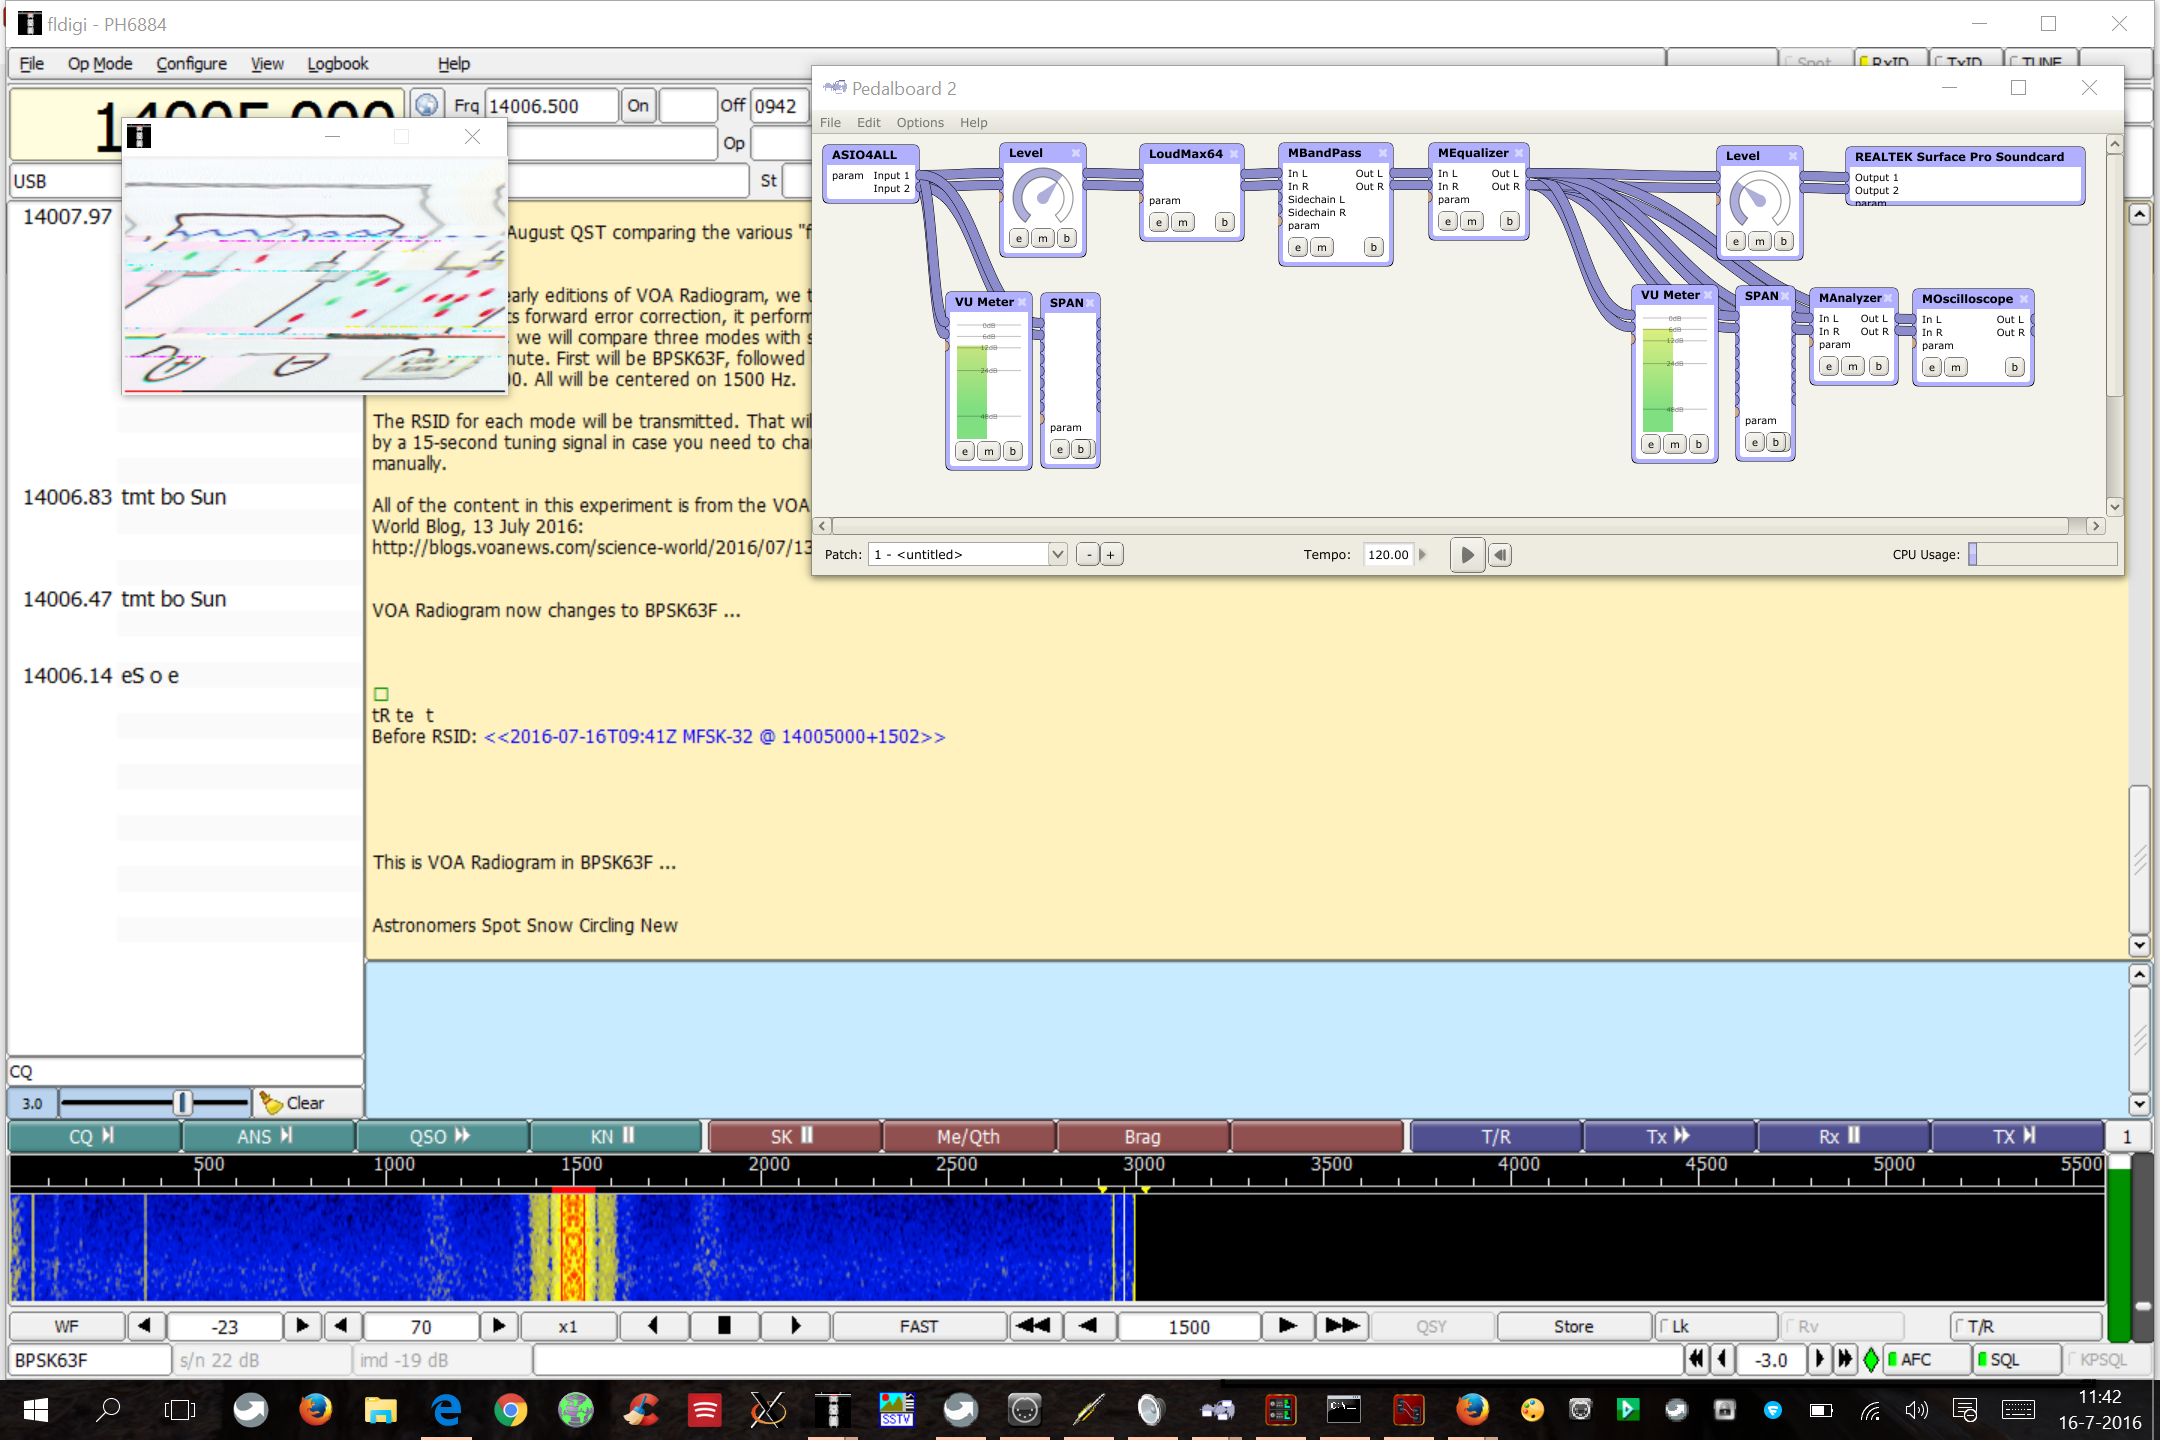 fldigi - PH6884
File Op Mode Configure View Logbook Help
Spot RxID TxID TUNE
14005.000 Frq 14006.500 On Off 0942
Op
USB St
14007.97
14006.83 tmt bo Sun
14006.47 tmt bo Sun
14006.14 eS o e
CQ
3.0 Clear
August QST comparing the various "f
early editions of VOA Radiogram, we t
ts forward error correction, it perform
, we will compare three modes with s
nute. First will be BPSK63F, followed
00. All will be centered on 1500 Hz.
The RSID for each mode will be transmitted. That wil
by a 15-second tuning signal in case you need to cha
manually.
All of the content in this experiment is from the VOA
World Blog, 13 July 2016:
http://blogs.voanews.com/science-world/2016/07/13
VOA Radiogram now changes to BPSK63F ...
tR te t
Before RSID: <<2016-07-16T09:41Z MFSK-32 @ 14005000+1502>>
This is VOA Radiogram in BPSK63F ...
Astronomers Spot Snow Circling New
Pedalboard 2
File Edit Options Help
ASIO4ALL
param Input 1
Input 2
Level
e m b
LoudMax64
param
e m b
MBandPass
In L Out L
In R Out R
Sidechain L
Sidechain R
param
e m b
MEqualizer
In L Out L
In R Out R
param
e m b
Level
e m b
REALTEK Surface Pro Soundcard
Output 1
Output 2
param
VU Meter
0dB
6dB
12dB
24dB
48dB
e m b
SPAN
param
e b
VU Meter
0dB
6dB
12dB
24dB
48dB
e m b
SPAN
param
e b
MAnalyzer
In L Out L
In R Out R
param
e m b
MOscilloscope
In L Out L
In R Out R
param
e m b
Patch: 1 - <untitled> - + Tempo: 120.00 CPU Usage:
CQ ANS QSO KN SK Me/Qth Brag T/R Tx Rx TX 1
500 1000 1500 2000 2500 3000 3500 4000 4500 5000 5500
WF -23 70 x1 FAST 1500 QSY Store Lk Rv T/R
BPSK63F s/n 22 dB imd -19 dB -3.0 AFC SQL KPSQL
SSTV
11:42
16-7-2016